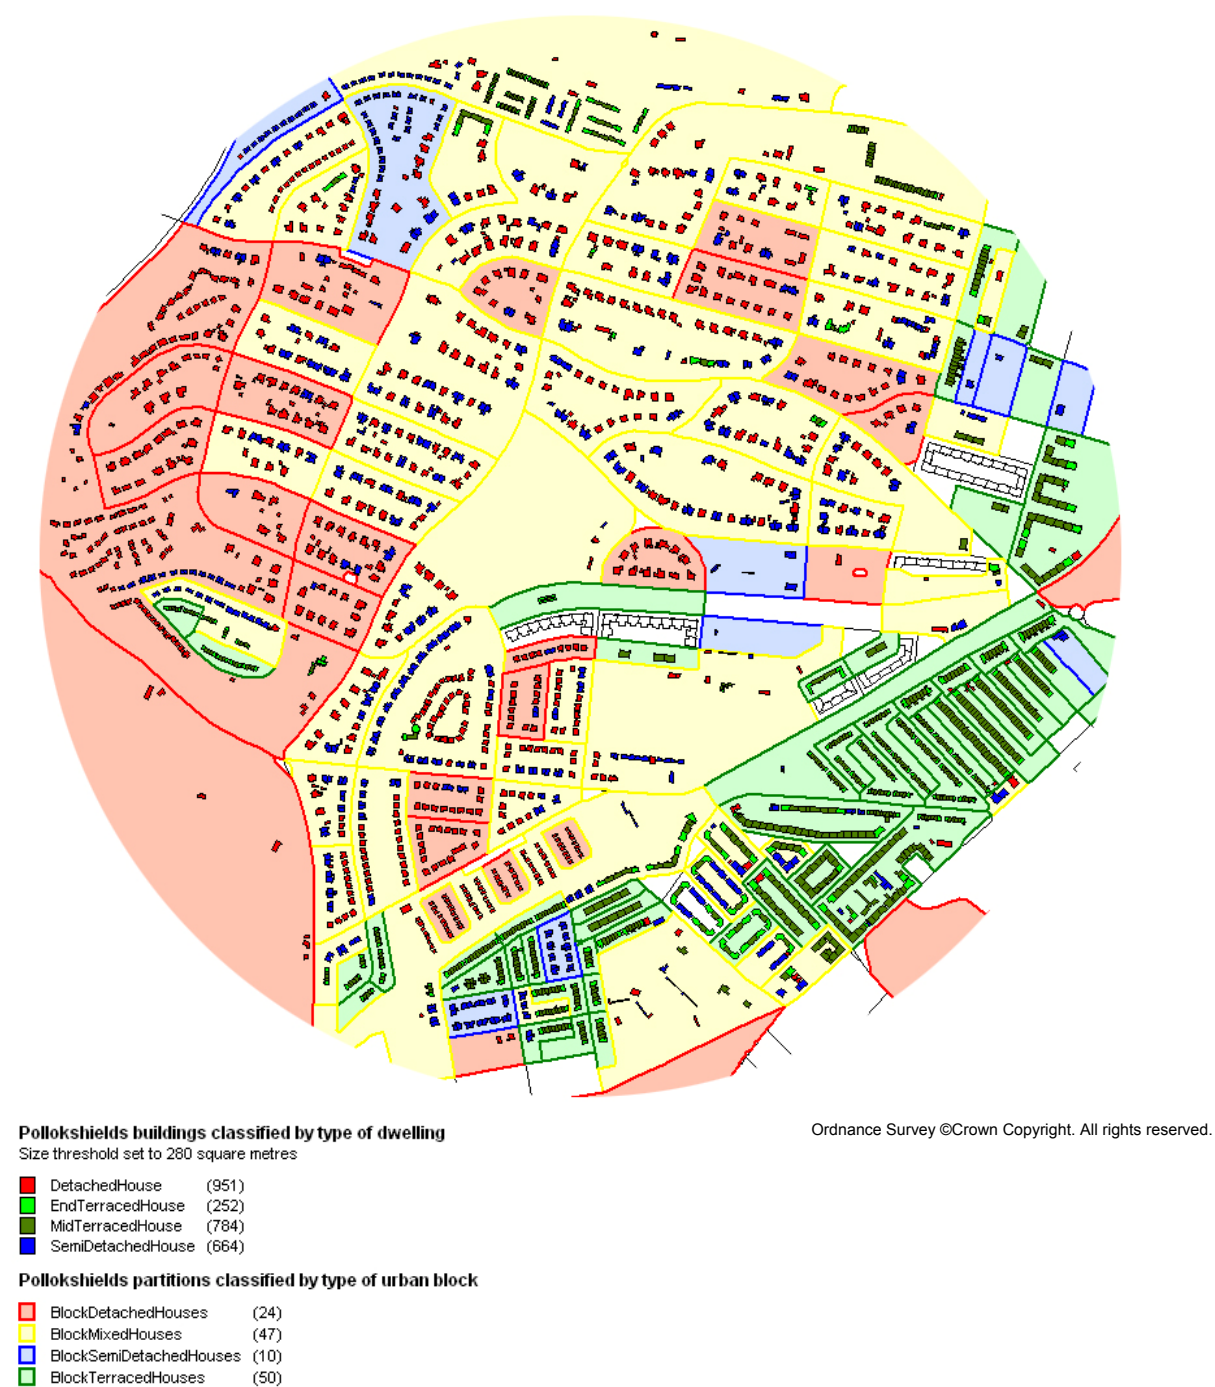 Pollokshields buildings classified by type of dwelling
Ordnance Survey ©Crown Copyright. All rights reserved.
Size threshold set to 280 square metres
DetachedHouse (951)
EndTerracedHouse (252)
MidTerracedHouse (784)
SemiDetachedHouse (664)
Pollokshields partitions classified by type of urban block
BlockDetachedHouses (24)
BlockMixedHouses (47)
BlockSemiDetachedHouses (10)
BlockTerracedHouses (50)